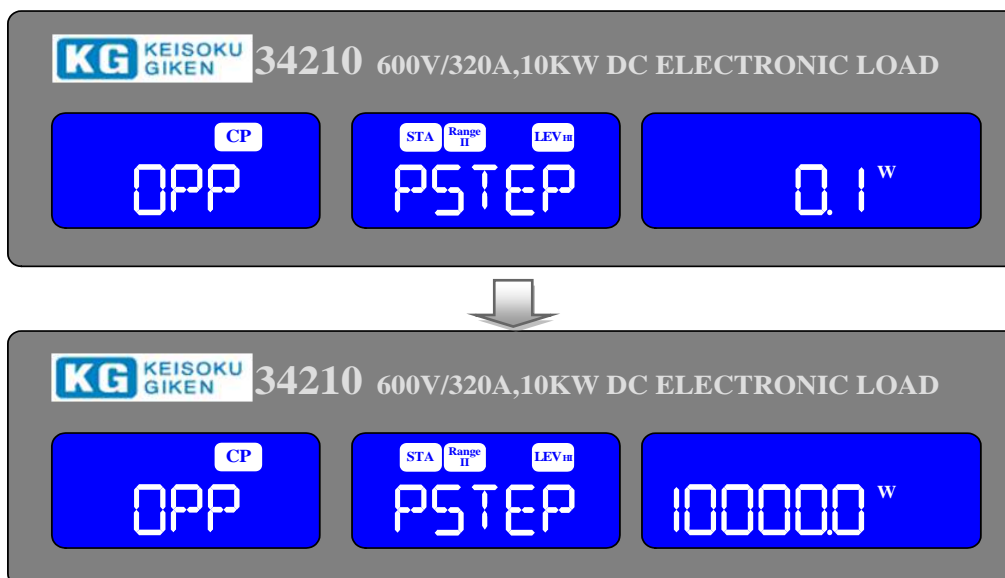 KG KEISOKU GIKEN 34210 600V/320A,10KW DC ELECTRONIC LOAD
CP STA Range II LEV HI
OPP PSTEP 0.1 W
KG KEISOKU GIKEN 34210 600V/320A,10KW DC ELECTRONIC LOAD
CP STA Range II LEV HI
OPP PSTEP 10000.0 W